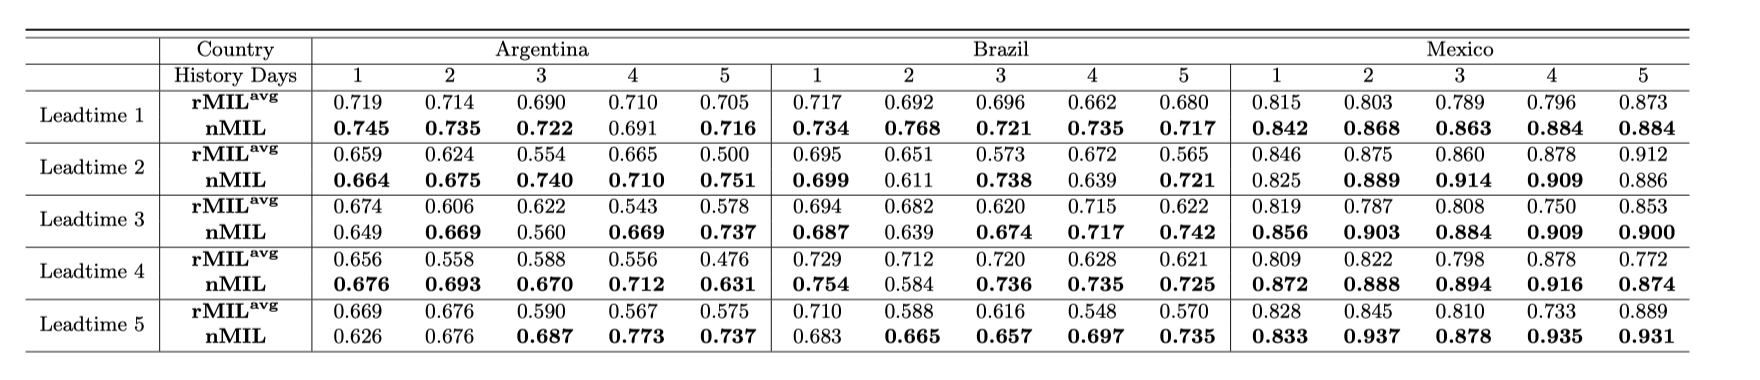 Country Argentina Brazil Mexico
History Days 1 2 3 4 5 1 2 3 4 5 1 2 3 4 5
Leadtime 1 rMILavg 0.719 0.714 0.690 0.710 0.705 0.717 0.692 0.696 0.662 0.680 0.815 0.803 0.789 0.796 0.873
nMIL 0.745 0.735 0.722 0.691 0.716 0.734 0.768 0.721 0.735 0.717 0.842 0.868 0.863 0.884 0.884
Leadtime 2 rMILavg 0.659 0.624 0.554 0.665 0.500 0.695 0.651 0.573 0.672 0.565 0.846 0.875 0.860 0.878 0.912
nMIL 0.664 0.675 0.740 0.710 0.751 0.699 0.611 0.738 0.639 0.721 0.825 0.889 0.914 0.909 0.886
Leadtime 3 rMILavg 0.674 0.606 0.622 0.543 0.578 0.694 0.682 0.620 0.715 0.622 0.819 0.787 0.808 0.750 0.853
nMIL 0.649 0.669 0.560 0.669 0.737 0.687 0.639 0.674 0.717 0.742 0.856 0.903 0.884 0.909 0.900
Leadtime 4 rMILavg 0.656 0.558 0.588 0.556 0.476 0.729 0.712 0.720 0.628 0.621 0.809 0.822 0.798 0.878 0.772
nMIL 0.676 0.693 0.670 0.712 0.631 0.754 0.584 0.736 0.735 0.725 0.872 0.888 0.894 0.916 0.874
Leadtime 5 rMILavg 0.669 0.676 0.590 0.567 0.575 0.710 0.588 0.616 0.548 0.570 0.828 0.845 0.810 0.733 0.889
nMIL 0.626 0.676 0.687 0.773 0.737 0.683 0.665 0.657 0.697 0.735 0.833 0.937 0.878 0.935 0.931